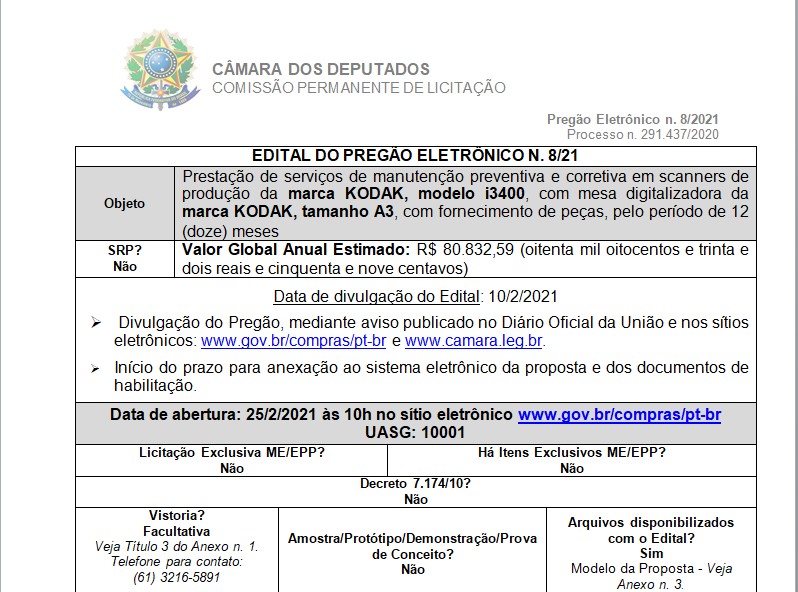 CÂMARA DOS DEPUTADOS
COMISSÃO PERMANENTE DE LICITAÇÃO
Pregão Eletrônico n. 8/2021
Processo n. 291.437/2020
EDITAL DO PREGÃO ELETRÔNICO N. 8/21
Objeto
Prestação de serviços de manutenção preventiva e corretiva em scanners de
produção da marca KODAK, modelo i3400, com mesa digitalizadora da
marca KODAK, tamanho A3, com fornecimento de peças, pelo período de 12
(doze) meses
SRP?
Não
Valor Global Anual Estimado: R$ 80.832,59 (oitenta mil oitocentos e trinta e
dois reais e cinquenta e nove centavos)
Data de divulgação do Edital: 10/2/2021
➢ Divulgação do Pregão, mediante aviso publicado no Diário Oficial da União e nos sítios
eletrônicos: www.gov.br/compras/pt-br e www.camara.leg.br.
➢ Início do prazo para anexação ao sistema eletrônico da proposta e dos documentos de
habilitação.
Data de abertura: 25/2/2021 às 10h no sítio eletrônico www.gov.br/compras/pt-br
UASG: 10001
Licitação Exclusiva ME/EPP?
Não
Há Itens Exclusivos ME/EPP?
Não
Decreto 7.174/10?
Não
Vistoria?
Facultativa
Veja Título 3 do Anexo n. 1.
Telefone para contato:
(61) 3216-5891
Amostra/Protótipo/Demonstração/Prova
de Conceito?
Não
Arquivos disponibilizados
com o Edital?
Sim
Modelo da Proposta - Veja
Anexo n. 3.